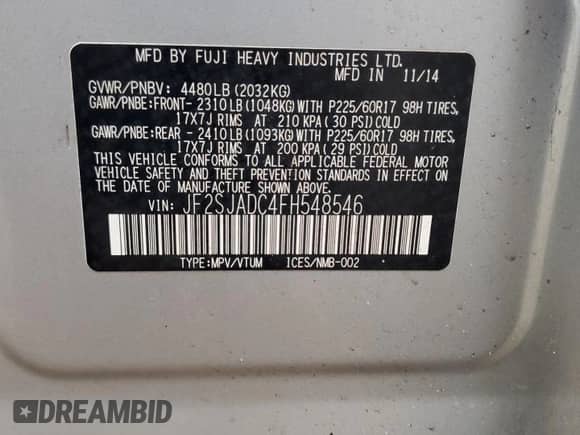 MFD BY FUJI HEAVY INDUSTRIES LTD.
MFD IN 11/14
GVWR/PNBV: 4480LB (2032KG)
GAWR/PNBE:FRONT- 2310LB (1048KG) WITH P225/60R17 98H TIRES,
17X7J RIMS AT 210 KPA ( 30 PSI) COLD
GAWR/PNBE:REAR - 2410LB (1093KG) WITH P225/60R17 98H TIRES,
17X7J RIMS AT 200 KPA ( 29 PSI) COLD
THIS VEHICLE CONFORMS TO ALL APPLICABLE FEDERAL MOTOR
VEHICLE SAFETY AND THEFT PREVENTION STANDARDS IN EFFECT ON
THE DATE OF MANUFACTURE SHOWN ABOVE.
VIN: JF2SJADC4FH548546
TYPE:MPV/VTUM ICES/NMB-002
DREAMBID